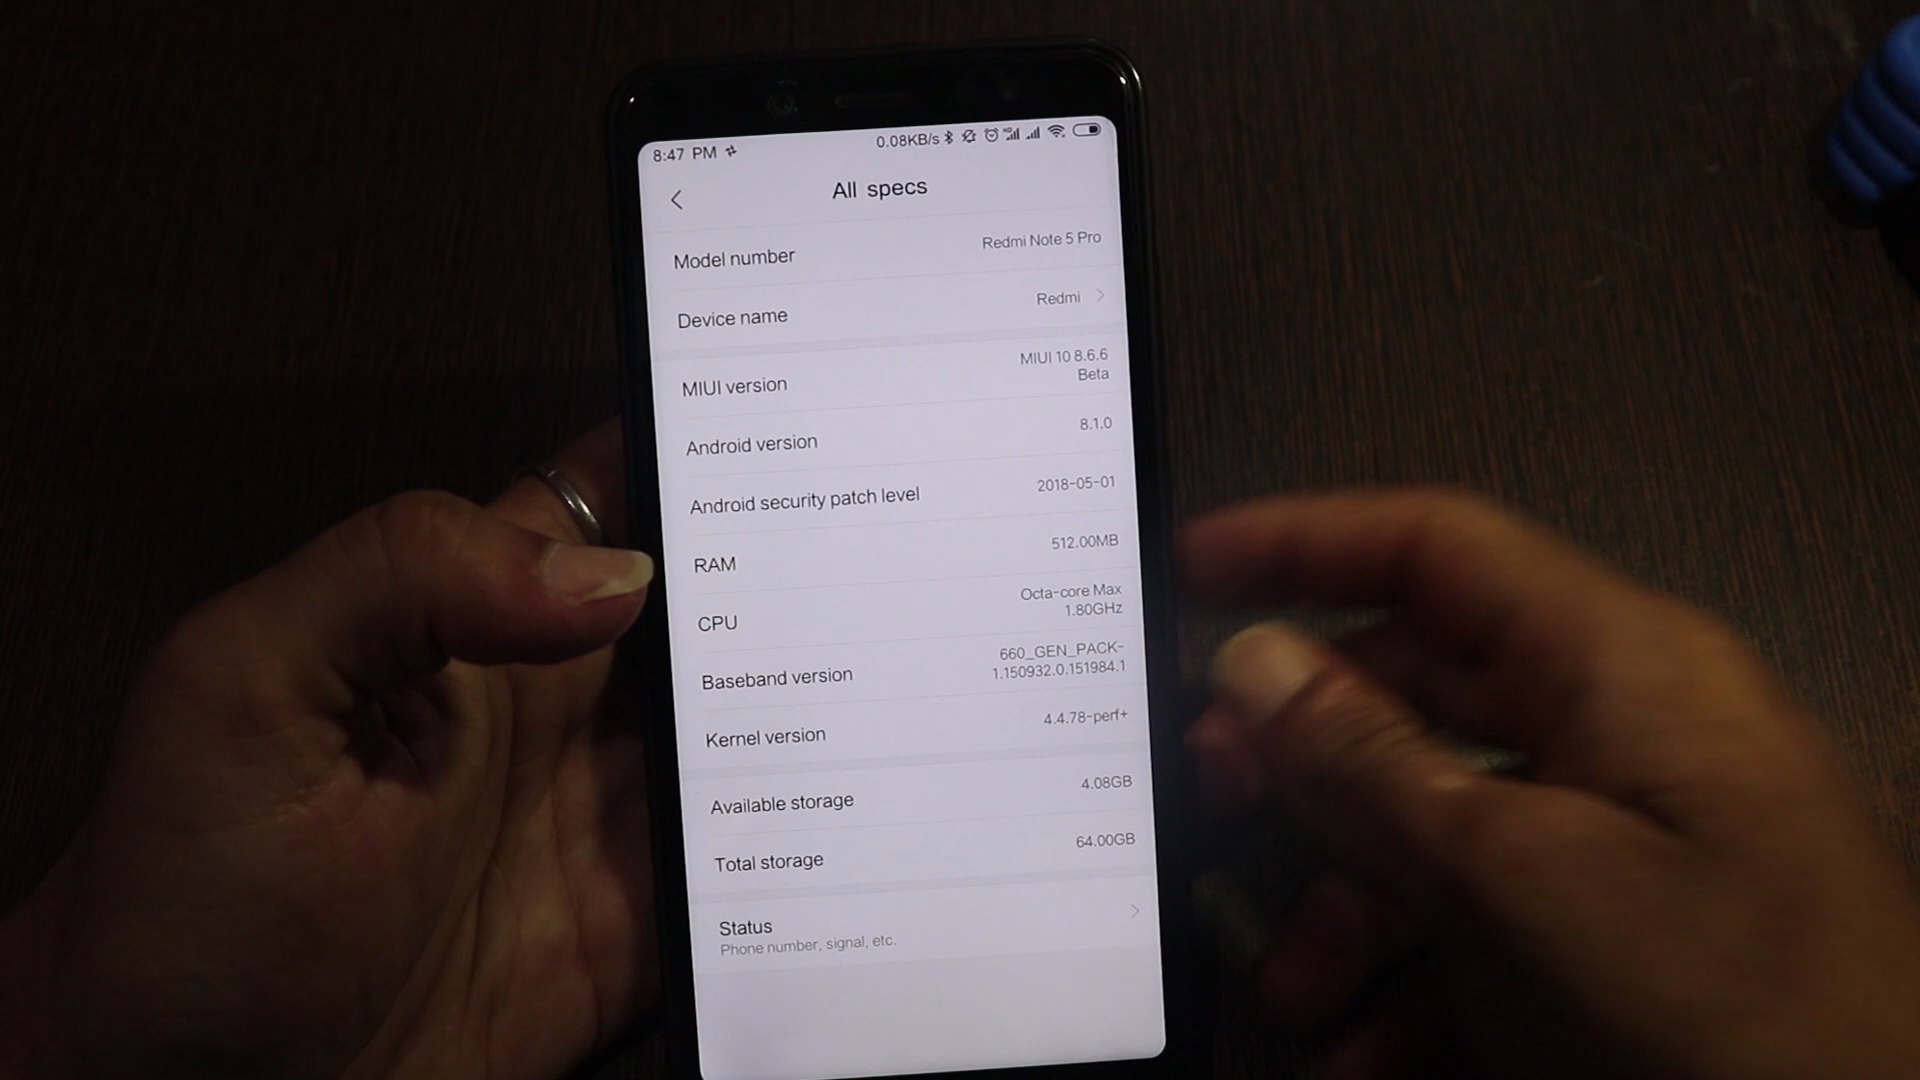 8:47 PM 0.08KB/s
All specs
Model number Redmi Note 5 Pro
Device name Redmi
MIUI version MIUI 10 8.6.6
Beta
Android version 8.1.0
Android security patch level 2018-05-01
RAM 512.00MB
CPU Octa-core Max
1.80GHz
Baseband version 660_GEN_PACK-
1.150932.0.151984.1
Kernel version 4.4.78-perf+
Available storage 4.08GB
Total storage 64.00GB
Status
Phone number, signal, etc.